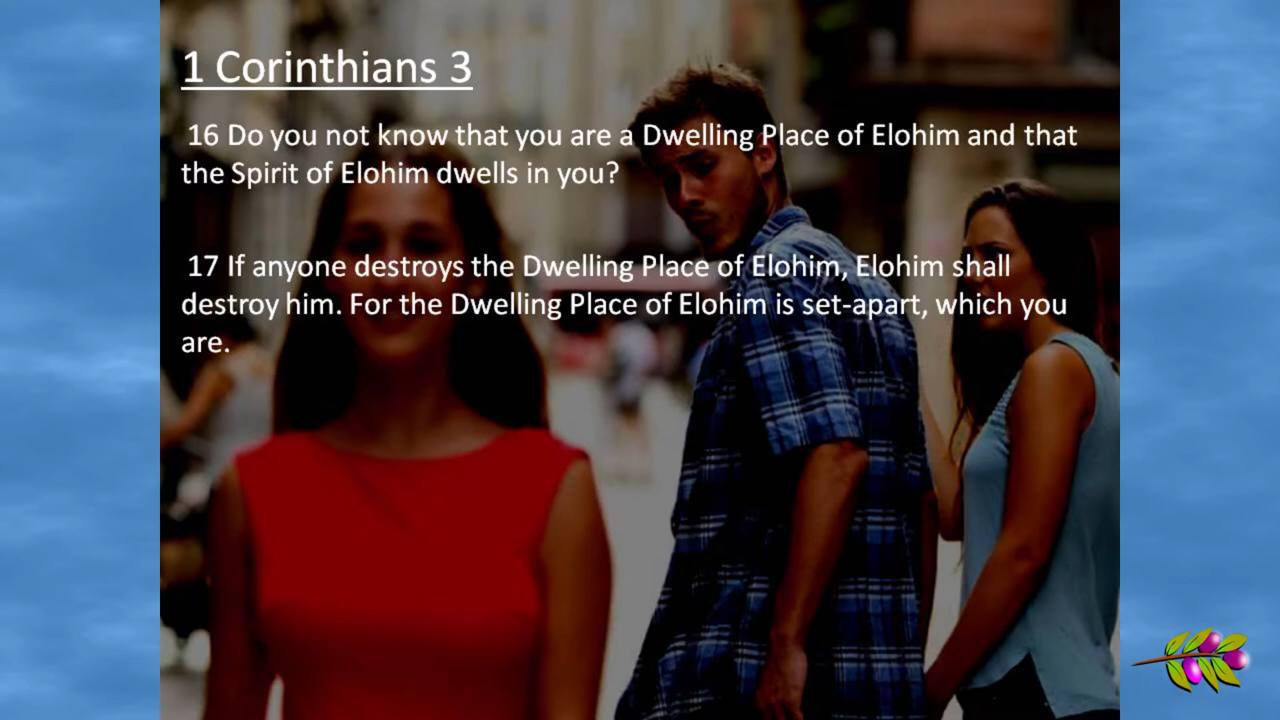 1 Corinthians 3
16 Do you not know that you are a Dwelling Place of Elohim and that
the Spirit of Elohim dwells in you?
17 If anyone destroys the Dwelling Place of Elohim, Elohim shall
destroy him. For the Dwelling Place of Elohim is set-apart, which you
are.